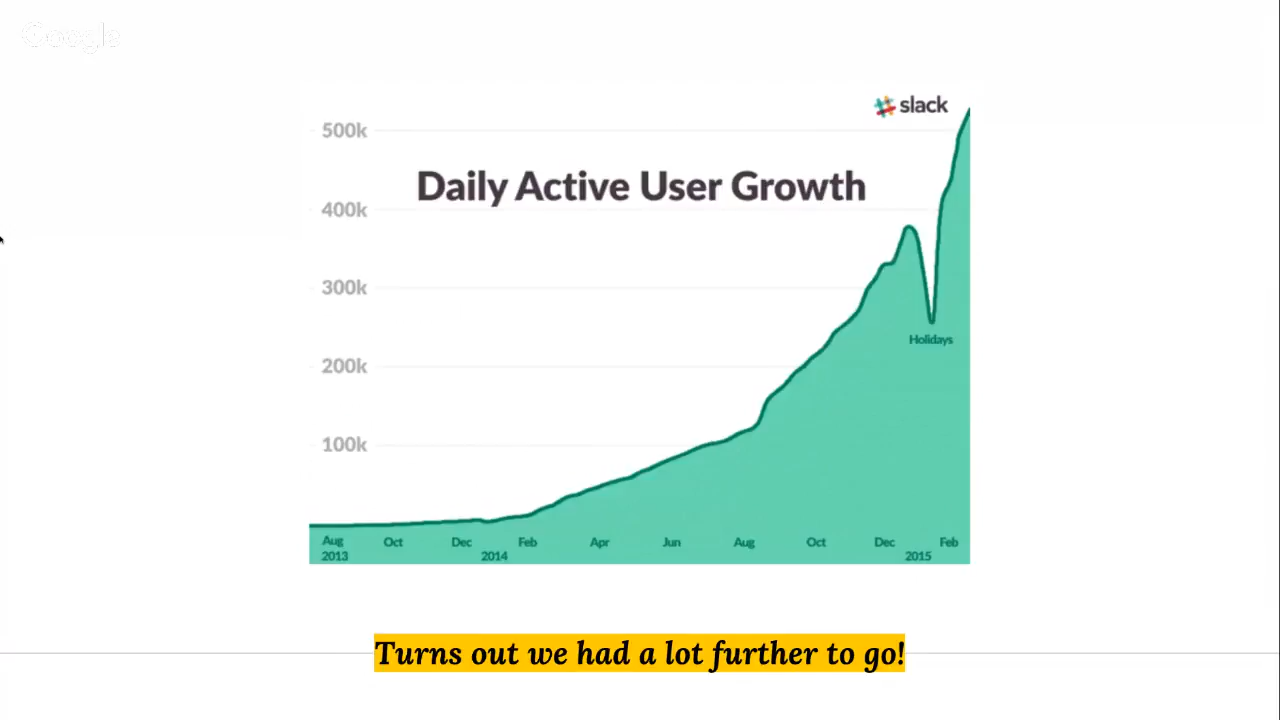 Google
slack
500k
Daily Active User Growth
400k
300k
Holidays
200k
100k
Aug Oct Dec Feb Apr Jun Aug Oct Dec Feb
2013 2014 2015
Turns out we had a lot further to go!